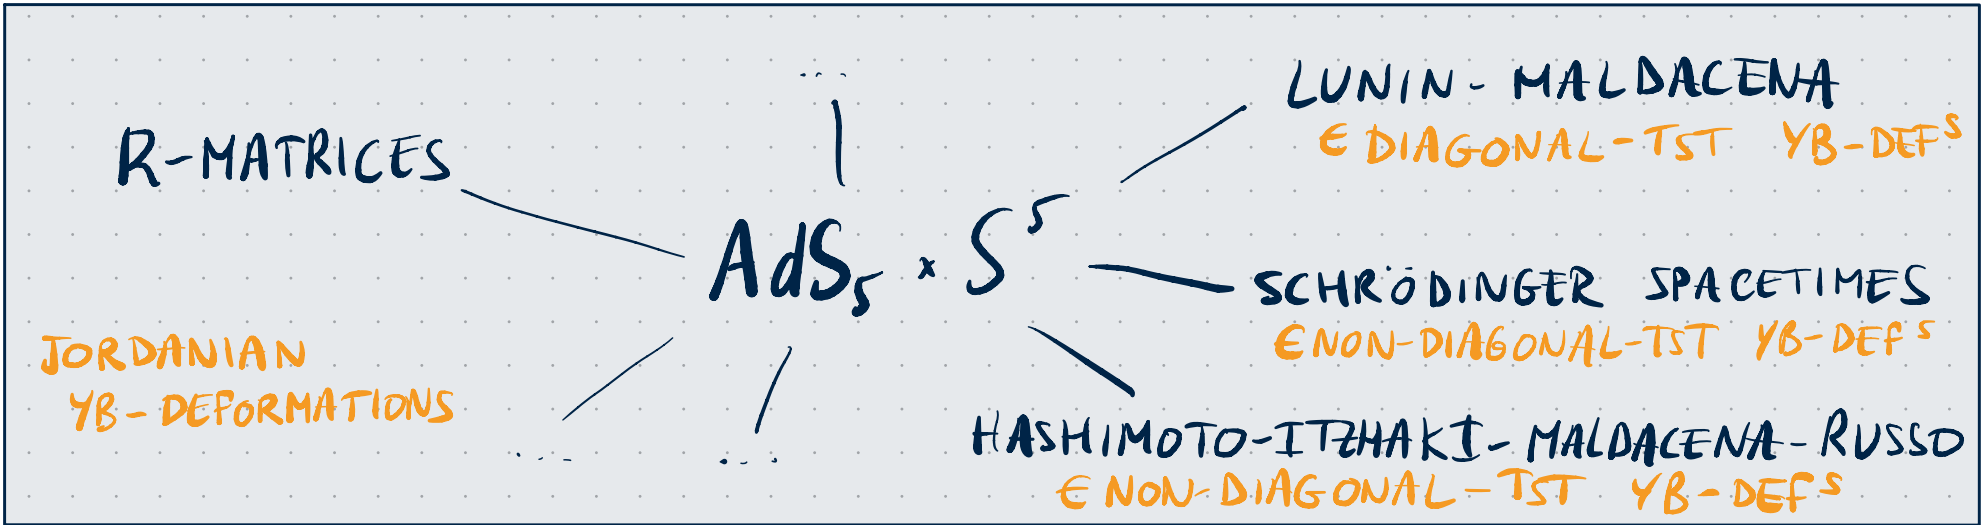 ...
LUNIN-MALDACENA
∈ DIAGONAL-TST YB-DEFˢ
R-MATRICES
AdS₅ × S⁵
SCHRÖDINGER SPACETIMES
∈ NON-DIAGONAL-TST YB-DEFˢ
JORDANIAN
YB-DEFORMATIONS
HASHIMOTO-ITZHAKI-MALDACENA-RUSSO
∈ NON-DIAGONAL-TST YB-DEFˢ
...
...